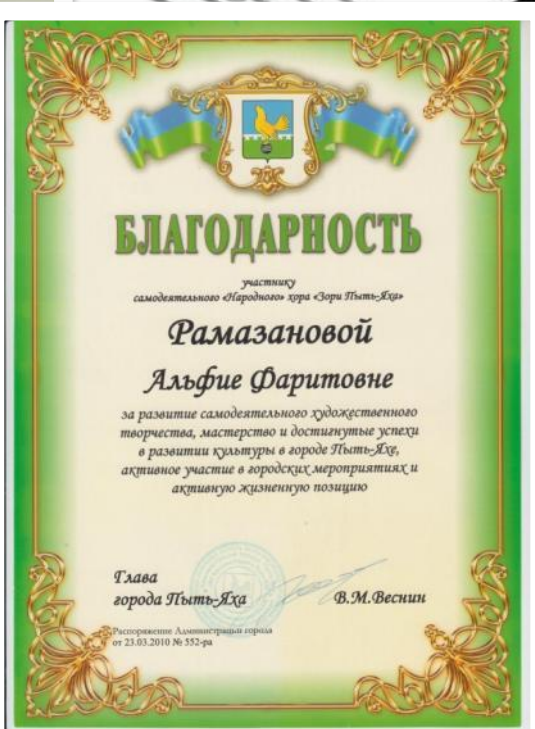 БЛАГОДАРНОСТЬ
участнику
самодеятельного «Народного» хора «Зори Пыть-Яха»
Рамазановой
Альфие Фаритовне
за развитие самодеятельного художественного
творчества, мастерство и достигнутые успехи
в развитии культуры в городе Пыть-Яхе,
активное участие в городских мероприятиях и
активную жизненную позицию
Глава
города Пыть-Яха В.М.Веснин
Распоряжение Администрации города
от 23.03.2010 № 552-ра